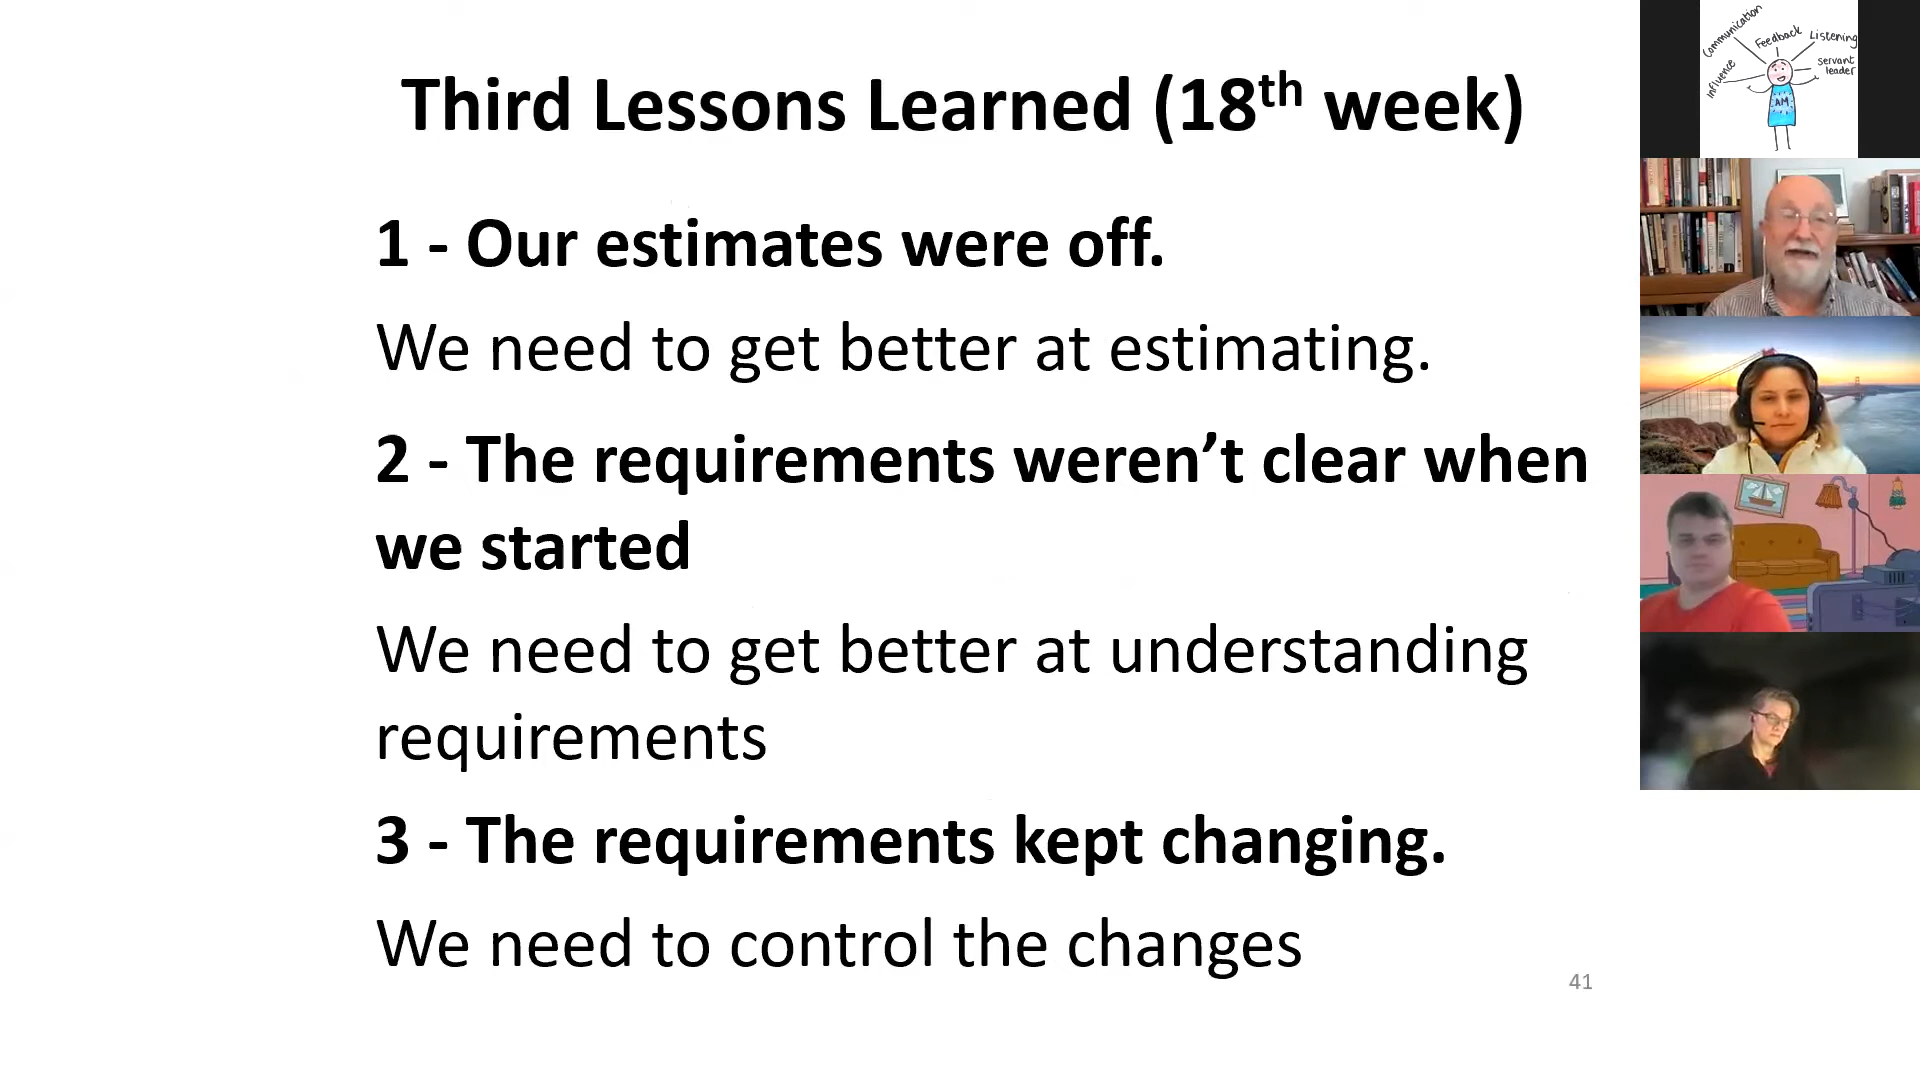 Third Lessons Learned (18th week)
1 - Our estimates were off.
We need to get better at estimating.
2 - The requirements weren’t clear when
we started
We need to get better at understanding
requirements
3 - The requirements kept changing.
We need to control the changes
41
Communication
Feedback
Listening
Influence
servant
leader
AM